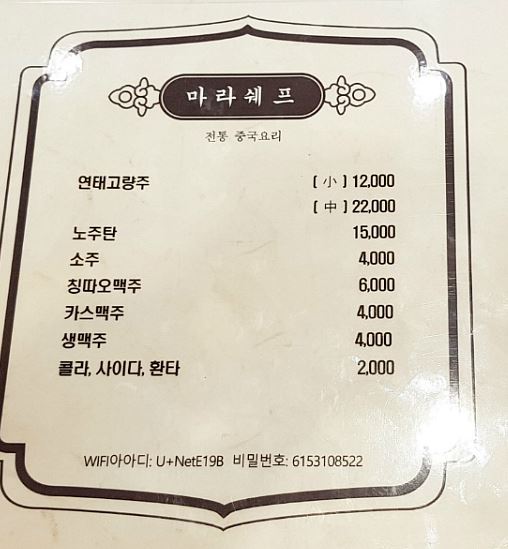 마라쉐프
전통 중국요리
연태고량주 ( 小 ) 12,000
( 中 ) 22,000
노주탄 15,000
소주 4,000
칭따오맥주 6,000
카스맥주 4,000
생맥주 4,000
콜라, 사이다, 환타 2,000
WIFI아아디: U+NetE19B 비밀번호: 6153108522